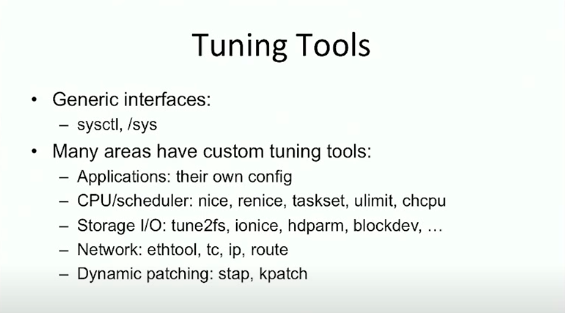 Tuning Tools
• Generic interfaces:
– sysctl, /sys
• Many areas have custom tuning tools:
– Applications: their own config
– CPU/scheduler: nice, renice, taskset, ulimit, chcpu
– Storage I/O: tune2fs, ionice, hdparm, blockdev, …
– Network: ethtool, tc, ip, route
– Dynamic patching: stap, kpatch